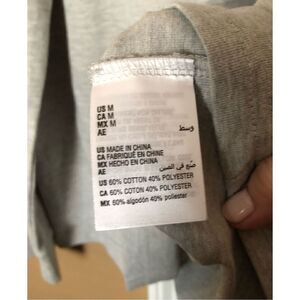 US M
CA M
MX M
AE وسط
US MADE IN CHINA
CA FABRIQUÉ EN CHINE
MX HECHO EN CHINA
AE صنع في الصين
US 60% COTTON 40% POLYESTER
CA 60% COTTON 40% POLYESTER
MX 60% algodón 40% poliester